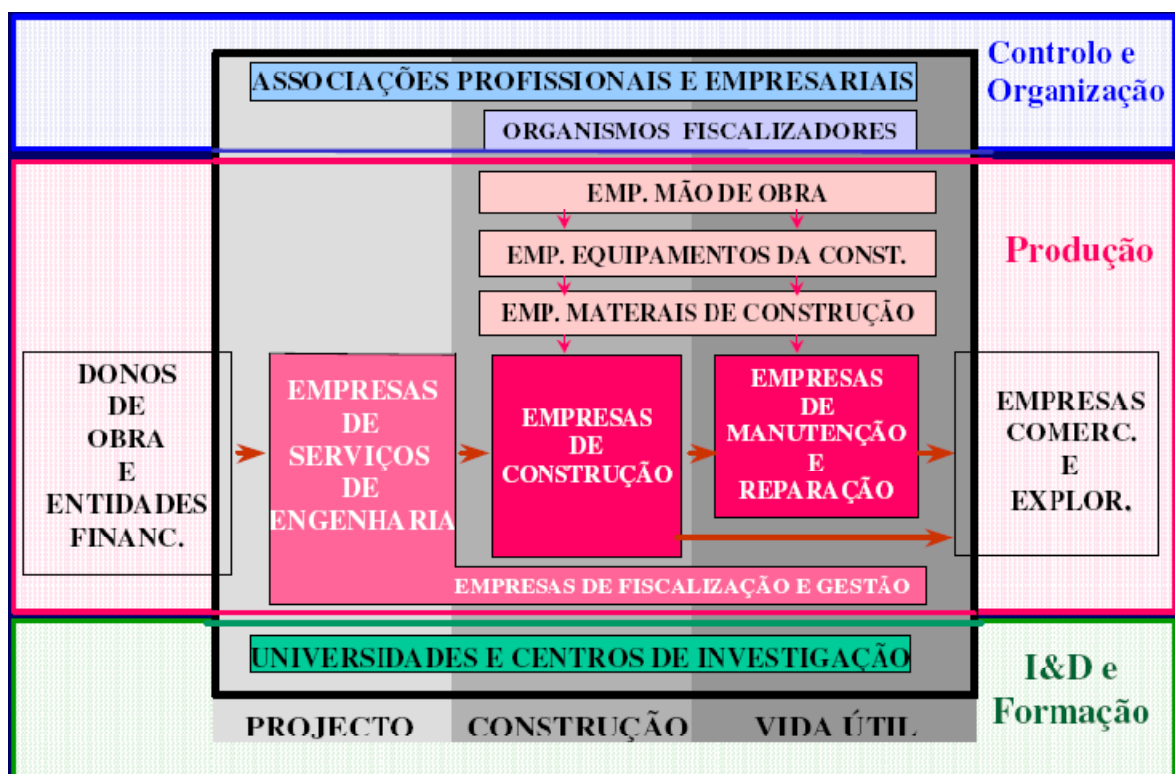 Controlo e
Organização
ASSOCIAÇÕES PROFISSIONAIS E EMPRESARIAIS
ORGANISMOS FISCALIZADORES
EMP. MÃO DE OBRA
Produção
EMP. EQUIPAMENTOS DA CONST.
EMP. MATERAIS DE CONSTRUÇÃO
DONOS
DE
OBRA
E
ENTIDADES
FINANC.
EMPRESAS
DE
SERVIÇOS
DE
ENGENHARIA
EMPRESAS
DE
CONSTRUÇÃO
EMPRESAS
DE
MANUTENÇÃO
E
REPARAÇÃO
EMPRESAS
COMERC.
E
EXPLOR.
EMPRESAS DE FISCALIZAÇÃO E GESTÃO
UNIVERSIDADES E CENTROS DE INVESTIGAÇÃO
I&D e
Formação
PROJECTO
CONSTRUÇÃO
VIDA ÚTIL